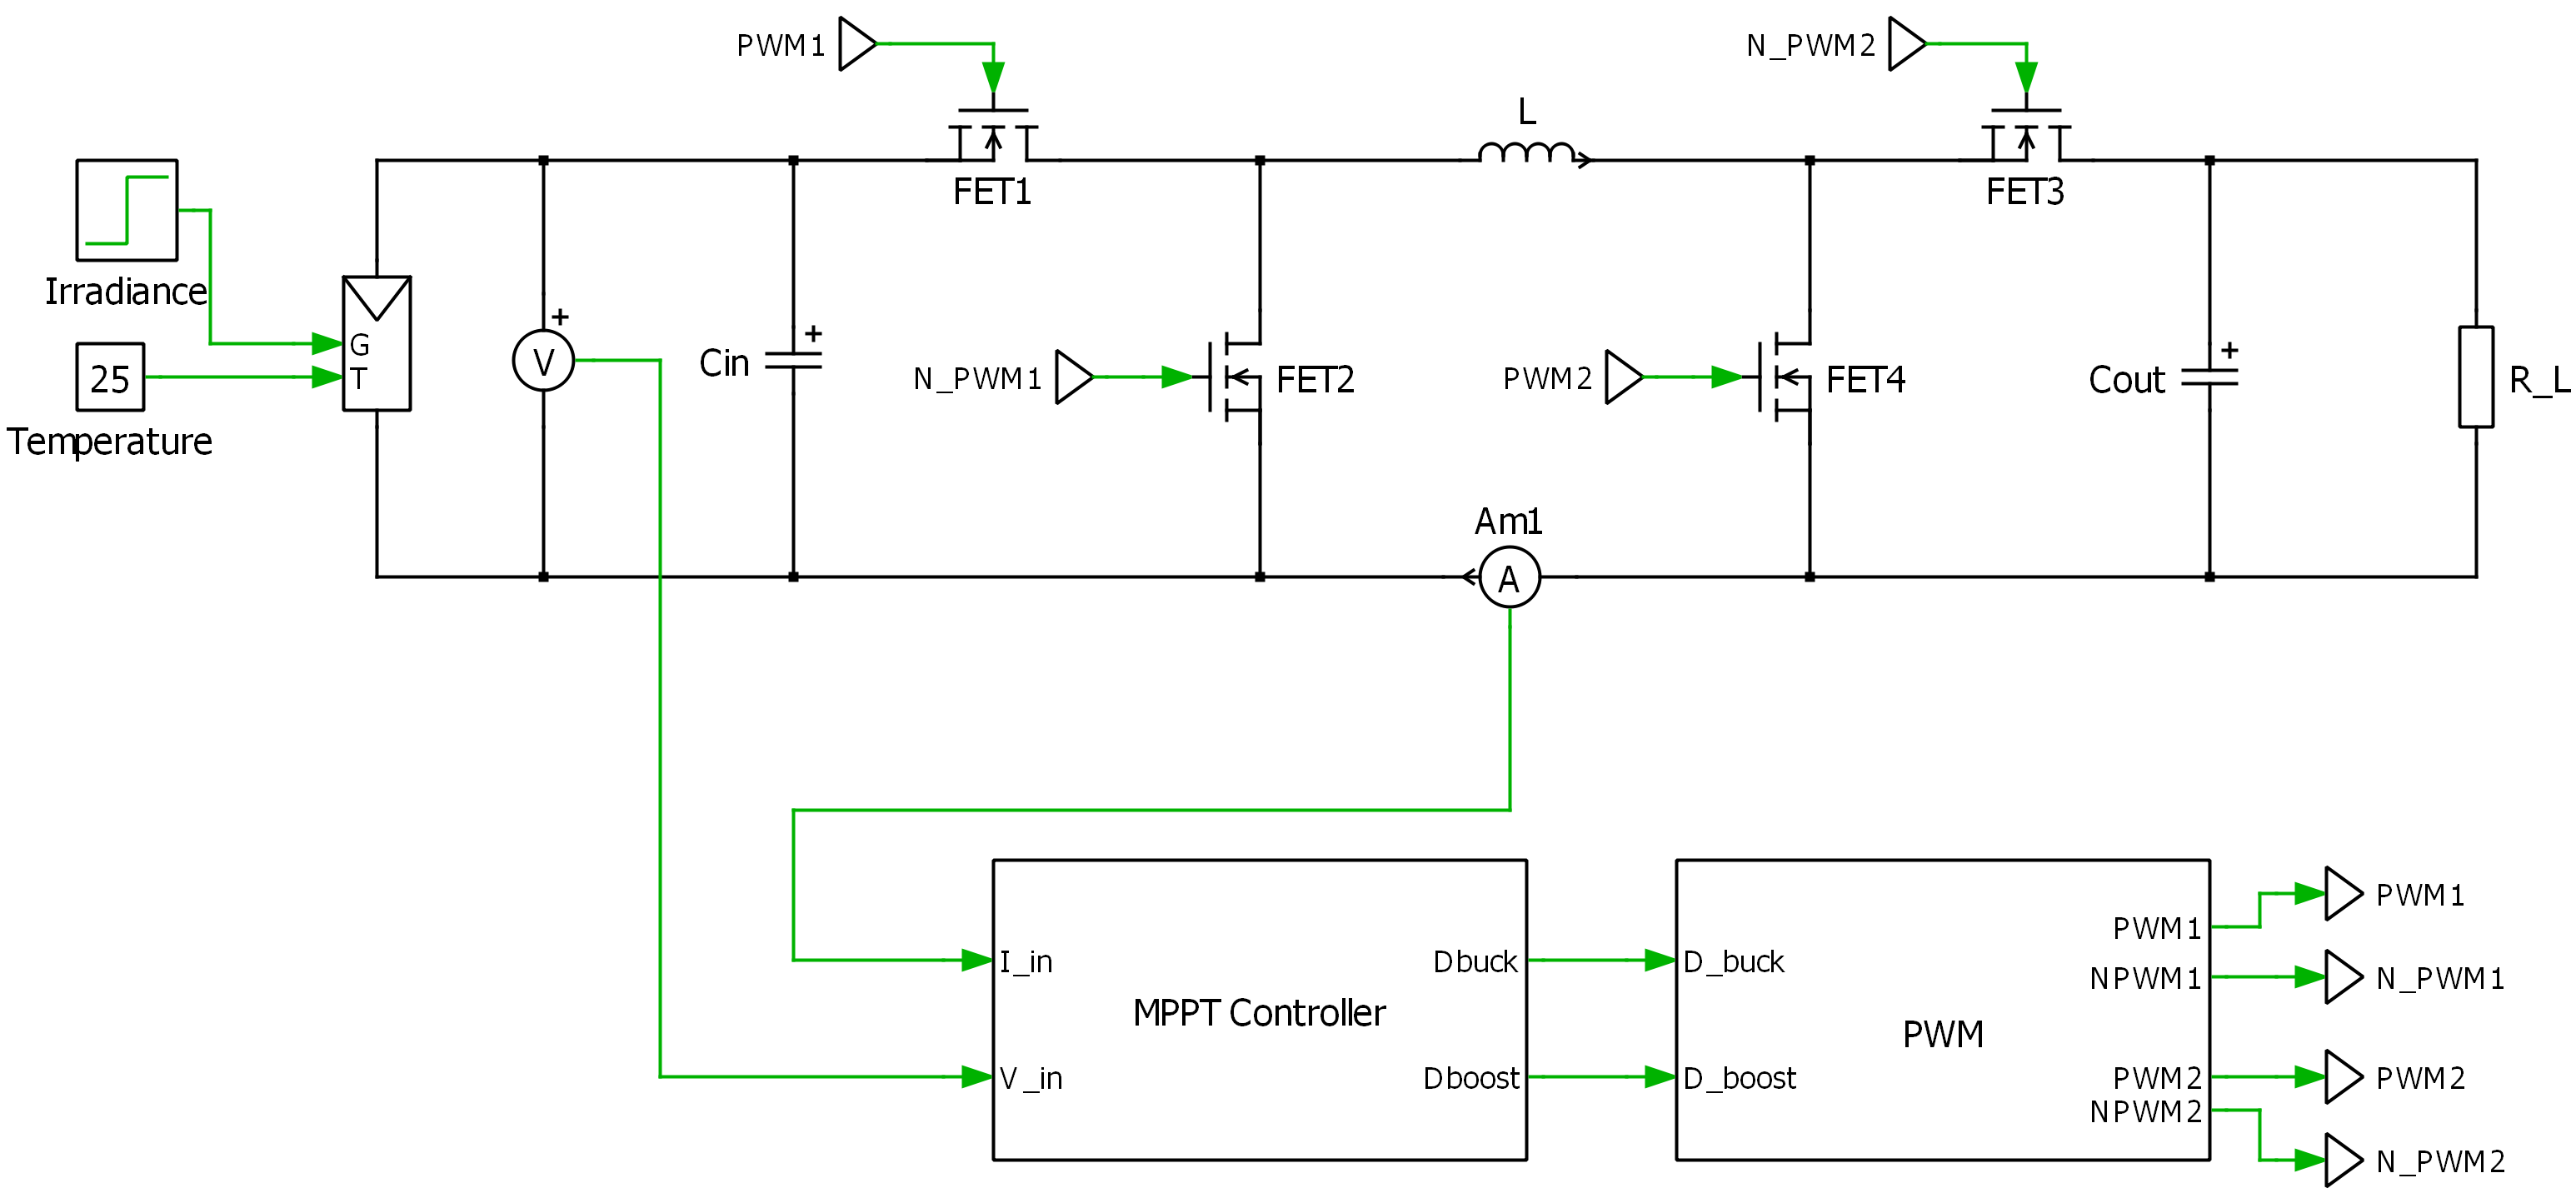 PWM1
N_PWM2
L
FET1
FET3
Irradiance
G
T
25
Temperature
+
V
Cin
+
N_PWM1
FET2
PWM2
FET4
Cout
+
R_L
Am1
A
I_in
V_in
MPPT Controller
Dbuck
Dboost
D_buck
D_boost
PWM
PWM1
NPWM1
PWM2
NPWM2
PWM1
N_PWM1
PWM2
N_PWM2